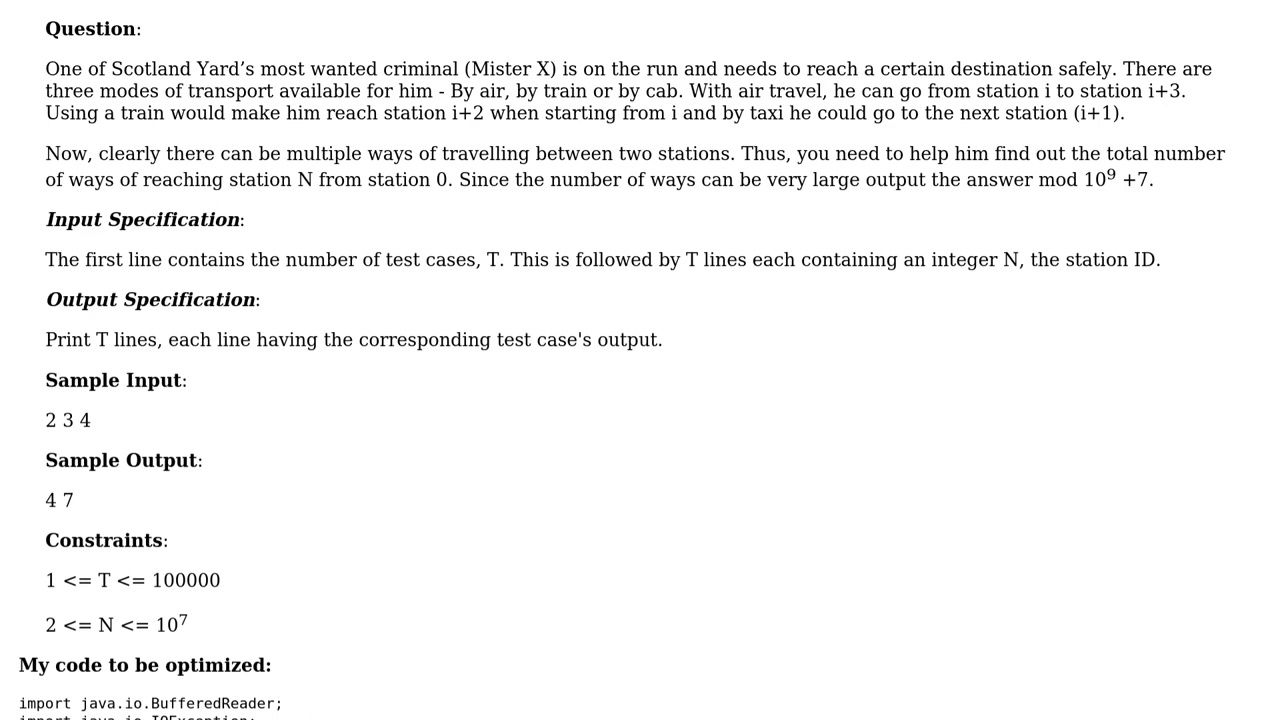 Question:
One of Scotland Yard’s most wanted criminal (Mister X) is on the run and needs to reach a certain destination safely. There are
three modes of transport available for him - By air, by train or by cab. With air travel, he can go from station i to station i+3.
Using a train would make him reach station i+2 when starting from i and by taxi he could go to the next station (i+1).
Now, clearly there can be multiple ways of travelling between two stations. Thus, you need to help him find out the total number
of ways of reaching station N from station 0. Since the number of ways can be very large output the answer mod 10⁹ +7.
Input Specification:
The first line contains the number of test cases, T. This is followed by T lines each containing an integer N, the station ID.
Output Specification:
Print T lines, each line having the corresponding test case's output.
Sample Input:
2 3 4
Sample Output:
4 7
Constraints:
1 <= T <= 100000
2 <= N <= 10⁷
My code to be optimized:
import java.io.BufferedReader;
import java.io.IOException;